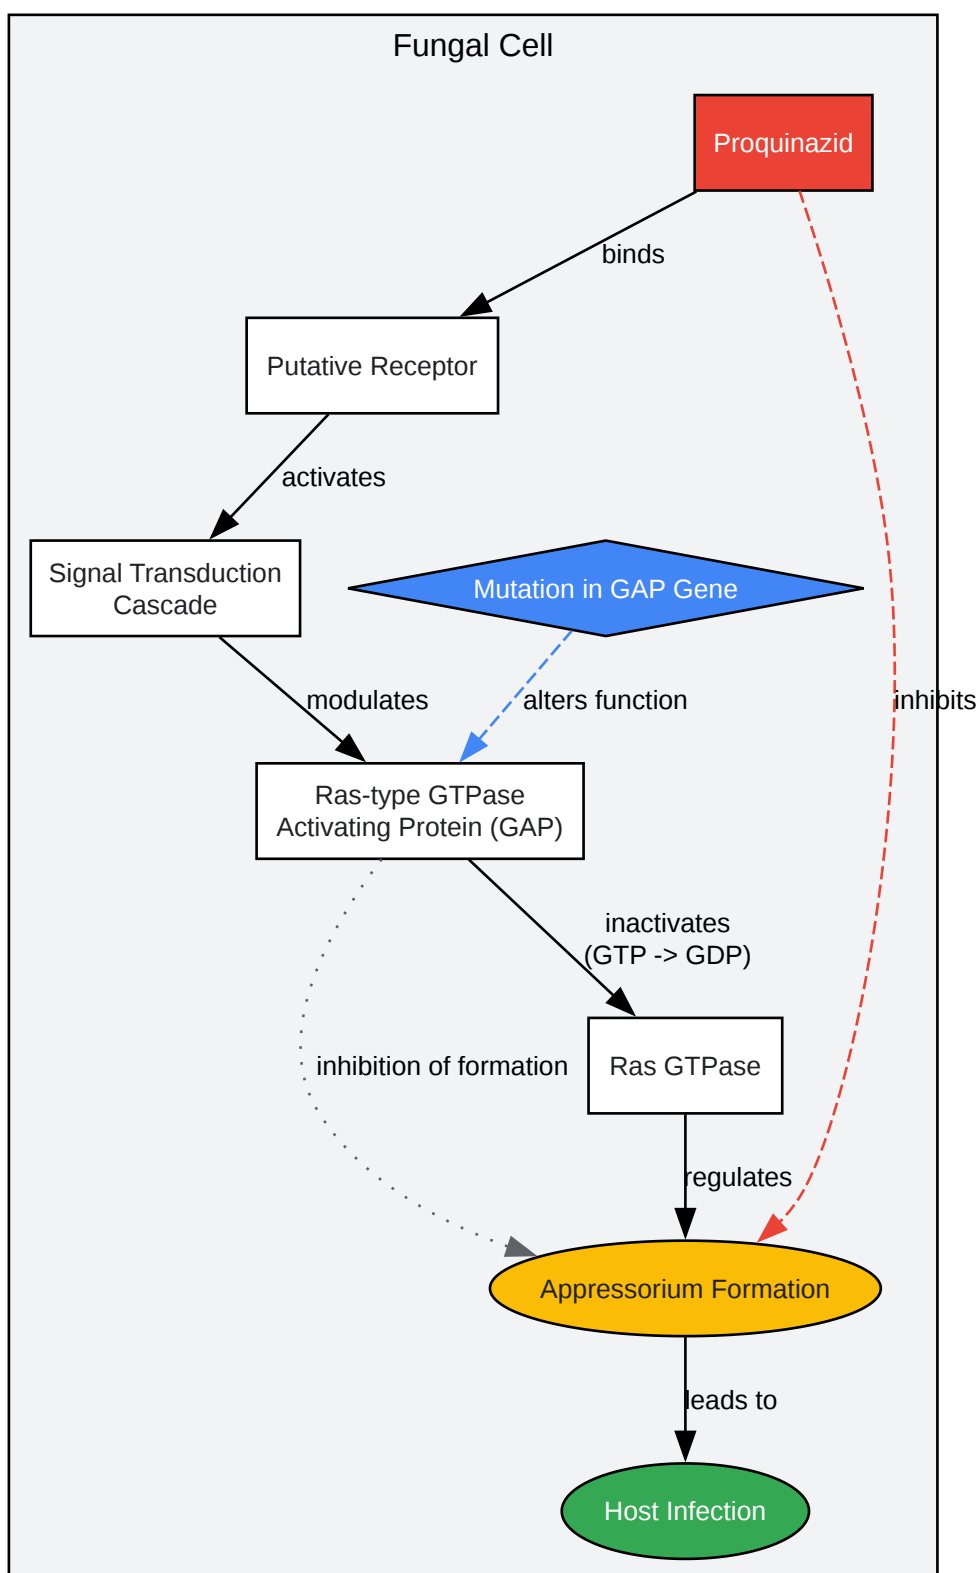 Fungal Cell
Proquinazid
binds
Putative Receptor
activates
Signal Transduction
Cascade
Mutation in GAP Gene
modulates
alters function
inhibits
Ras-type GTPase
Activating Protein (GAP)
inactivates
(GTP -> GDP)
inhibition of formation
Ras GTPase
regulates
Appressorium Formation
leads to
Host Infection